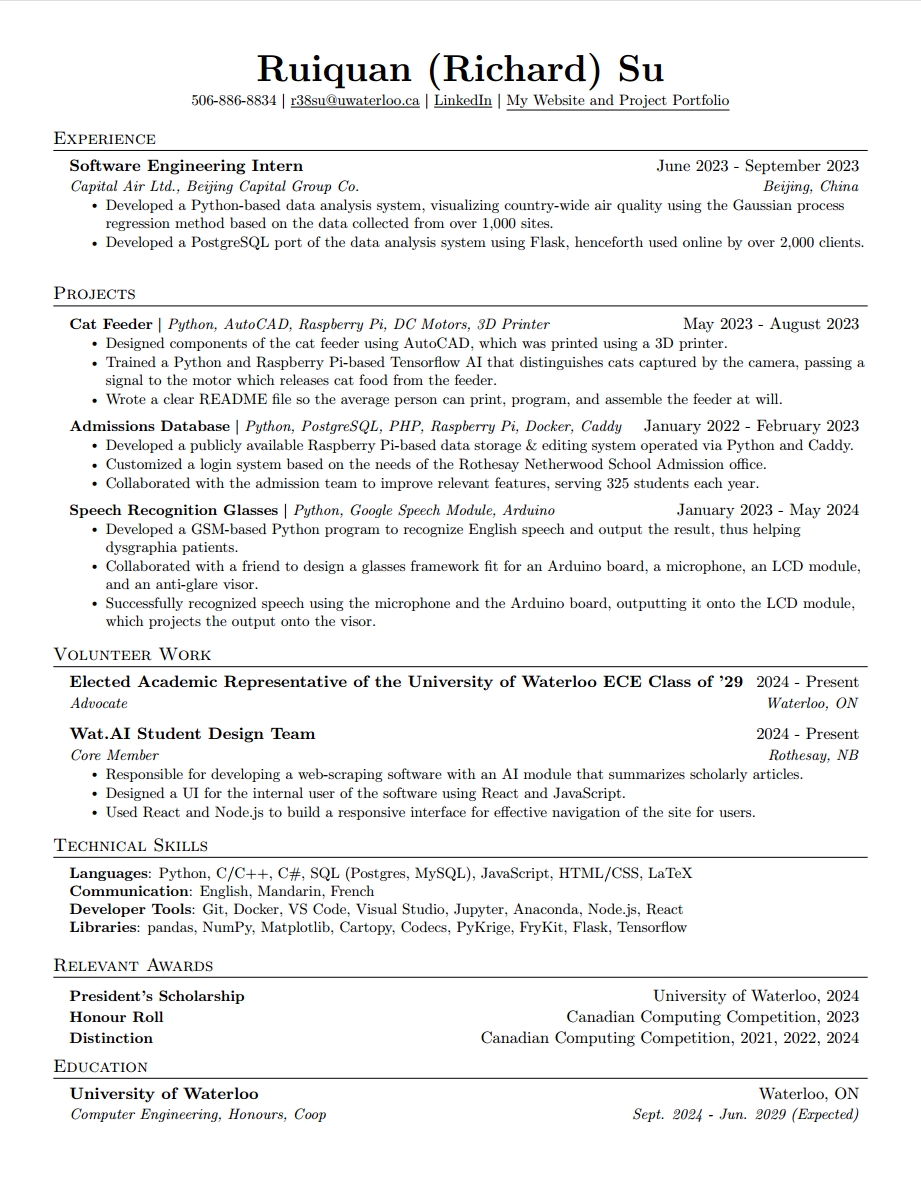 Ruiquan (Richard) Su
506-886-8834 | r38su@uwaterloo.ca | LinkedIn | My Website and Project Portfolio
Experience
Software Engineering Intern June 2023 - September 2023
Capital Air Ltd., Beijing Capital Group Co. Beijing, China
• Developed a Python-based data analysis system, visualizing country-wide air quality using the Gaussian process
regression method based on the data collected from over 1,000 sites.
• Developed a PostgreSQL port of the data analysis system using Flask, henceforth used online by over 2,000 clients.
Projects
Cat Feeder | Python, AutoCAD, Raspberry Pi, DC Motors, 3D Printer May 2023 - August 2023
• Designed components of the cat feeder using AutoCAD, which was printed using a 3D printer.
• Trained a Python and Raspberry Pi-based Tensorflow AI that distinguishes cats captured by the camera, passing a
signal to the motor which releases cat food from the feeder.
• Wrote a clear README file so the average person can print, program, and assemble the feeder at will.
Admissions Database | Python, PostgreSQL, PHP, Raspberry Pi, Docker, Caddy January 2022 - February 2023
• Developed a publicly available Raspberry Pi-based data storage & editing system operated via Python and Caddy.
• Customized a login system based on the needs of the Rothesay Netherwood School Admission office.
• Collaborated with the admission team to improve relevant features, serving 325 students each year.
Speech Recognition Glasses | Python, Google Speech Module, Arduino January 2023 - May 2024
• Developed a GSM-based Python program to recognize English speech and output the result, thus helping
dysgraphia patients.
• Collaborated with a friend to design a glasses framework fit for an Arduino board, a microphone, an LCD module,
and an anti-glare visor.
• Successfully recognized speech using the microphone and the Arduino board, outputting it onto the LCD module,
which projects the output onto the visor.
Volunteer Work
Elected Academic Representative of the University of Waterloo ECE Class of '29 2024 - Present
Advocate Waterloo, ON
Wat.AI Student Design Team 2024 - Present
Core Member Rothesay, NB
• Responsible for developing a web-scraping software with an AI module that summarizes scholarly articles.
• Designed a UI for the internal user of the software using React and JavaScript.
• Used React and Node.js to build a responsive interface for effective navigation of the site for users.
Technical Skills
Languages: Python, C/C++, C#, SQL (Postgres, MySQL), JavaScript, HTML/CSS, LaTeX
Communication: English, Mandarin, French
Developer Tools: Git, Docker, VS Code, Visual Studio, Jupyter, Anaconda, Node.js, React
Libraries: pandas, NumPy, Matplotlib, Cartopy, Codecs, PyKrige, FryKit, Flask, Tensorflow
Relevant Awards
President's Scholarship University of Waterloo, 2024
Honour Roll Canadian Computing Competition, 2023
Distinction Canadian Computing Competition, 2021, 2022, 2024
Education
University of Waterloo Waterloo, ON
Computer Engineering, Honours, Coop Sept. 2024 - Jun. 2029 (Expected)